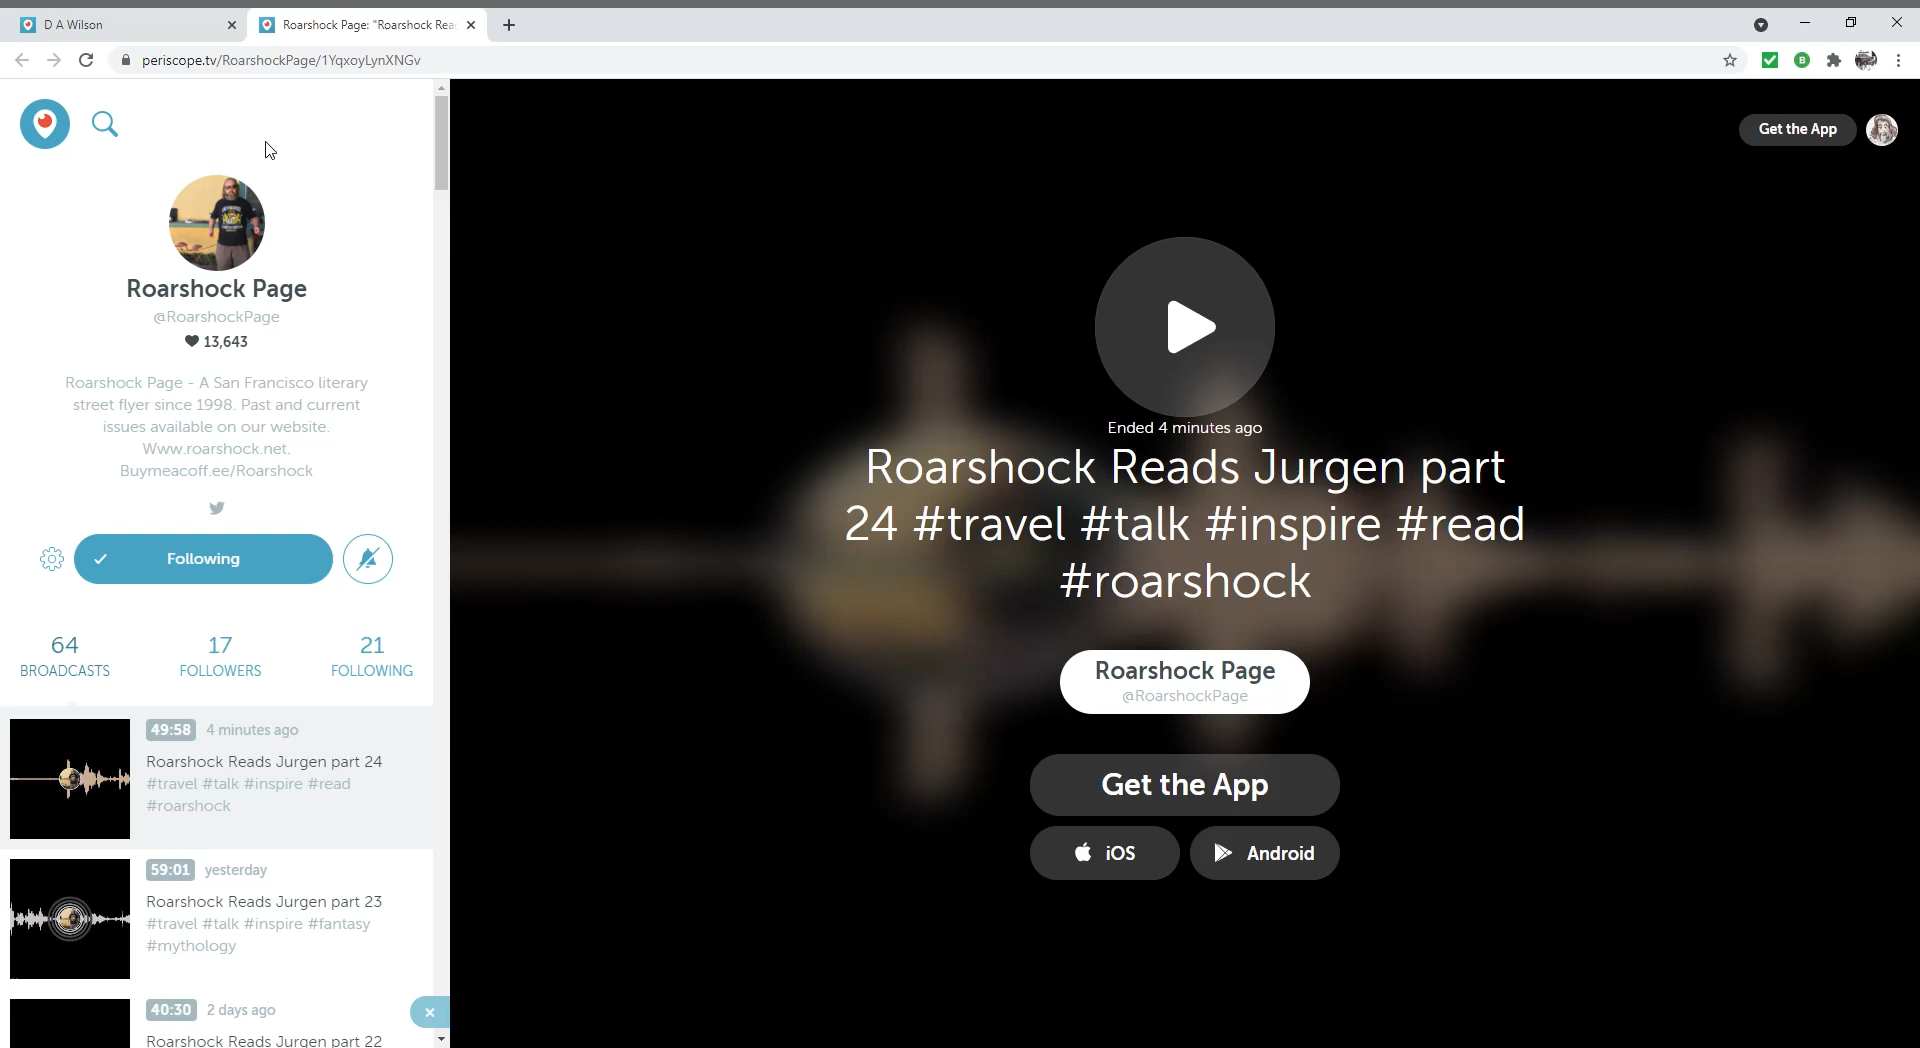 D A Wilson
Roarshock Page: "Roarshock Rea
periscope.tv/RoarshockPage/1YqxoyLynXNGv
B
Get the App
Roarshock Page
@RoarshockPage
13,643
Roarshock Page - A San Francisco literary
street flyer since 1998. Past and current
issues available on our website.
Www.roarshock.net.
Buymeacoff.ee/Roarshock
Following
64
BROADCASTS
17
FOLLOWERS
21
FOLLOWING
49:58 4 minutes ago
Roarshock Reads Jurgen part 24
#travel #talk #inspire #read
#roarshock
59:01 yesterday
Roarshock Reads Jurgen part 23
#travel #talk #inspire #fantasy
#mythology
40:30 2 days ago
Roarshock Reads Jurgen part 22
Ended 4 minutes ago
Roarshock Reads Jurgen part
24 #travel #talk #inspire #read
#roarshock
Roarshock Page
@RoarshockPage
Get the App
iOS
Android